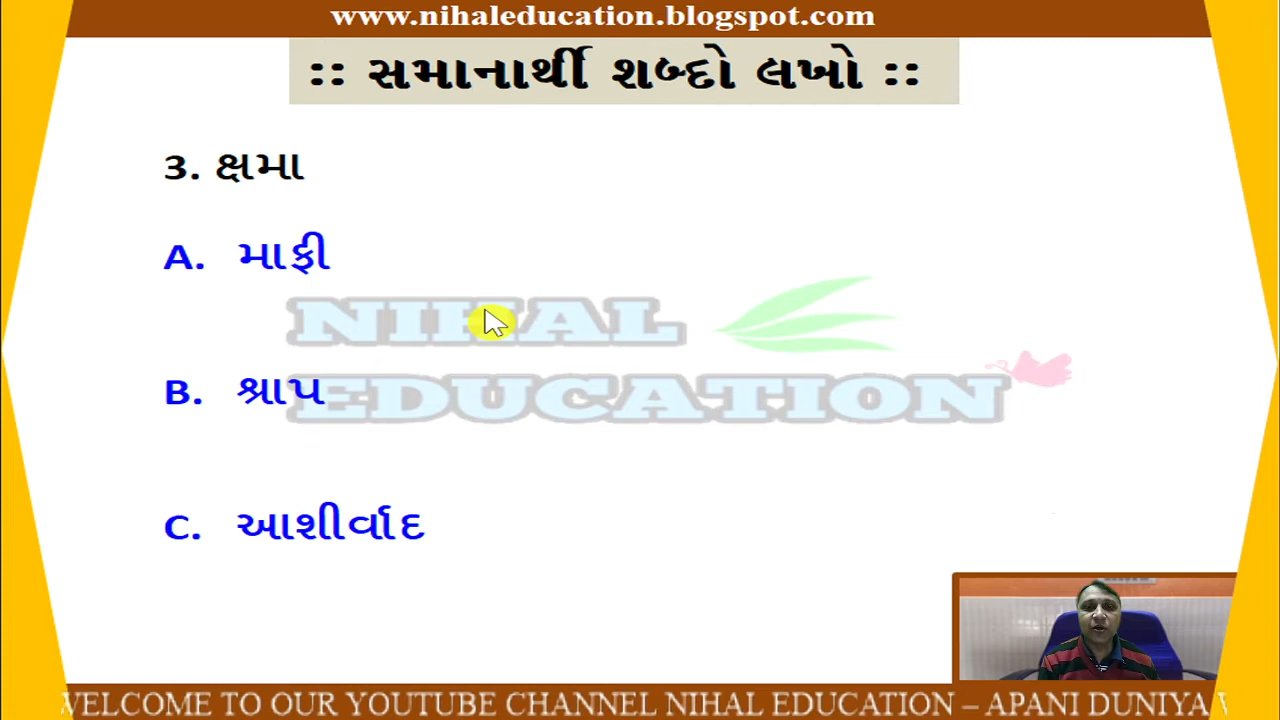 www.nihaleducation.blogspot.com
:: સમાનાર્થી શબ્દો લખો ::
3. ક્ષમા
A. માફી
NIHAL
B. શ્રાપ
EDUCATION
C. આશીર્વાદ
WELCOME TO OUR YOUTUBE CHANNEL NIHAL EDUCATION – APANI DUNIYA